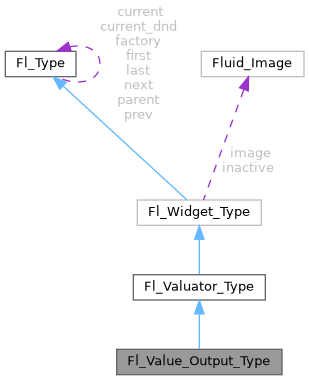 current
current_dnd
factory
first
last
next
parent
prev
Fl_Type
Fluid_Image
image
inactive
Fl_Widget_Type
Fl_Valuator_Type
Fl_Value_Output_Type